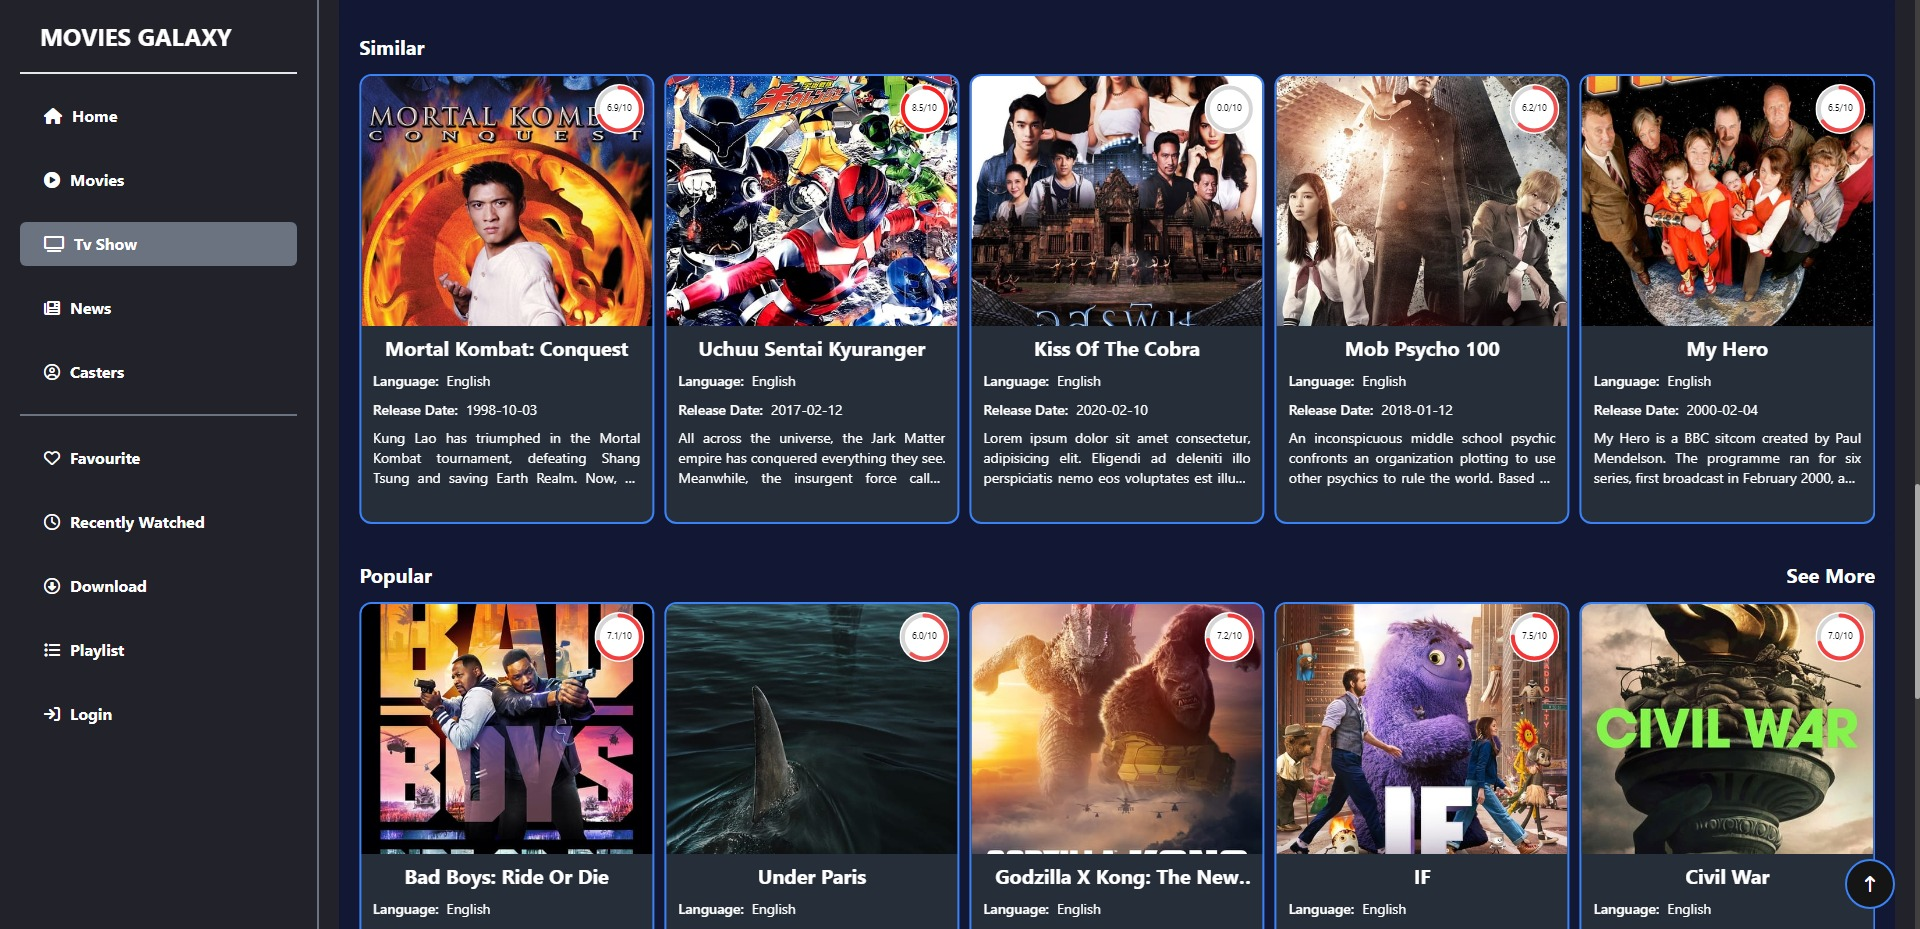 MOVIES GALAXY
Home
Movies
Tv Show
News
Casters
Favourite
Recently Watched
Download
Playlist
Login
Similar
MORTAL
CONQUEST
6.9/10
Mortal Kombat: Conquest
Language: English
Release Date: 1998-10-03
Kung Lao has triumphed in the Mortal
Kombat tournament, defeating Shang
Tsung and saving Earth Realm. Now, ...
8.5/10
Uchuu Sentai Kyuranger
Language: English
Release Date: 2017-02-12
All across the universe, the Jark Matter
empire has conquered everything they see.
Meanwhile, the insurgent force call...
0.0/10
Kiss Of The Cobra
Language: English
Release Date: 2020-02-10
Lorem ipsum dolor sit amet consectetur,
adipisicing elit. Eligendi ad deleniti illo
perspiciatis nemo eos voluptates est illu...
6.2/10
Mob Psycho 100
Language: English
Release Date: 2018-01-12
An inconspicuous middle school psychic
confronts an organization plotting to use
other psychics to rule the world. Based ...
6.5/10
My Hero
Language: English
Release Date: 2000-02-04
My Hero is a BBC sitcom created by Paul
Mendelson. The programme ran for six
series, first broadcast in February 2000, a...
Popular
See More
BAD
BOYS
7.1/10
Bad Boys: Ride Or Die
Language: English
6.0/10
Under Paris
Language: English
7.2/10
Godzilla X Kong: The New..
Language: English
7.5/10
IF
IF
Language: English
7.0/10
CIVIL WAR
Civil War
Language: English